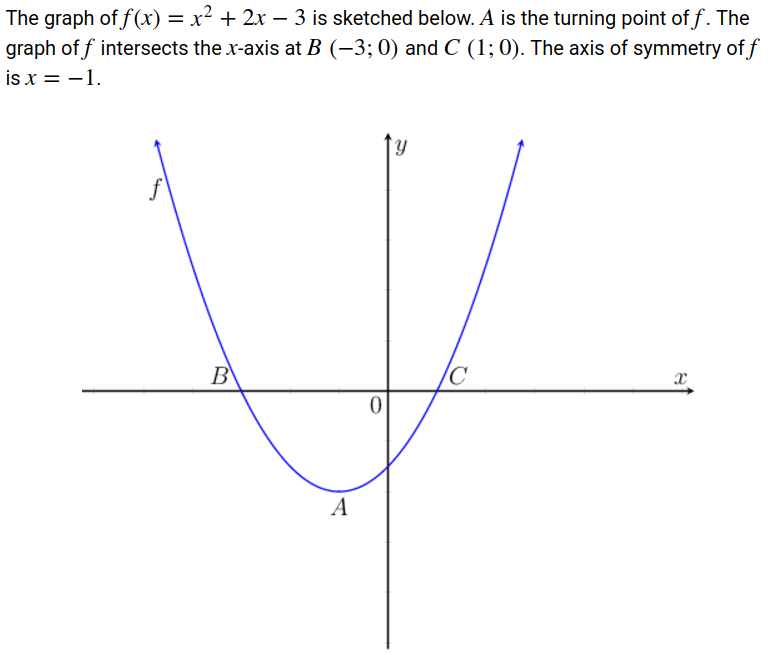 The graph of f(x) = x² + 2x − 3 is sketched below. A is the turning point of f. The
graph of f intersects the x-axis at B (−3; 0) and C (1; 0). The axis of symmetry of f
is x = −1.
y
f
B
C
x
0
A